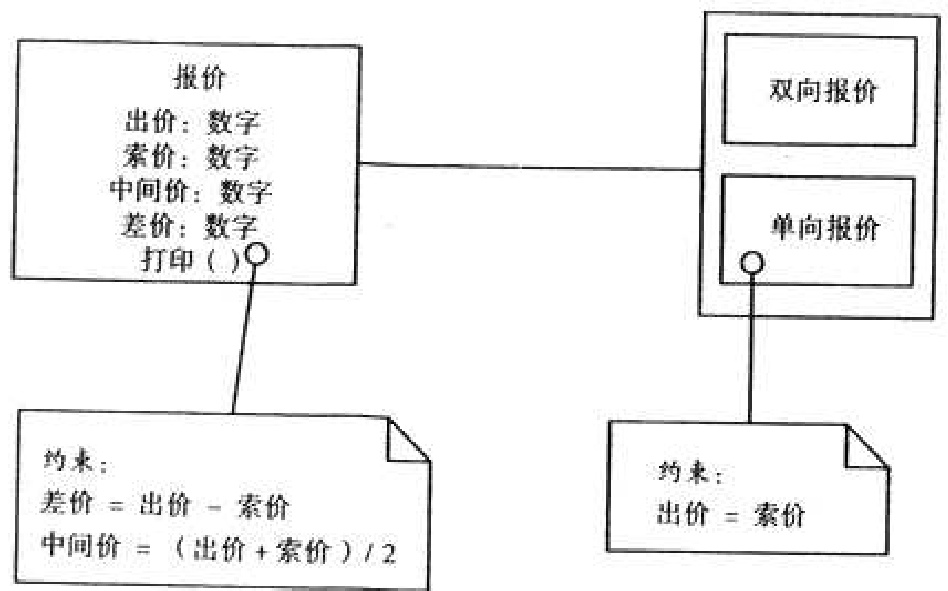 报价
出价：数字
索价：数字
中间价：数字
差价：数字
打印（）
双向报价
单向报价
约束：
差价 = 出价 - 索价
中间价 = （出价 + 索价）/2
约束：
出价 = 索价